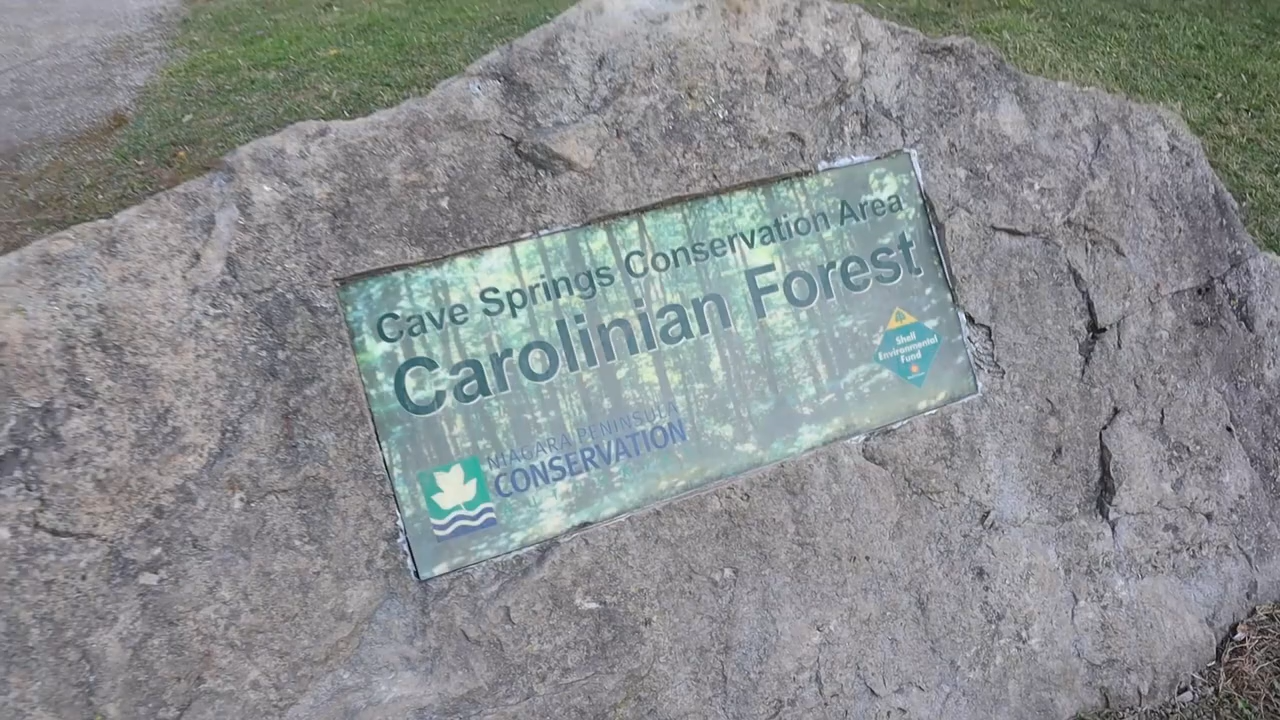 Cave Springs Conservation Area
Carolinian Forest
Shell
Environmental
Fund
NIAGARA PENINSULA
CONSERVATION